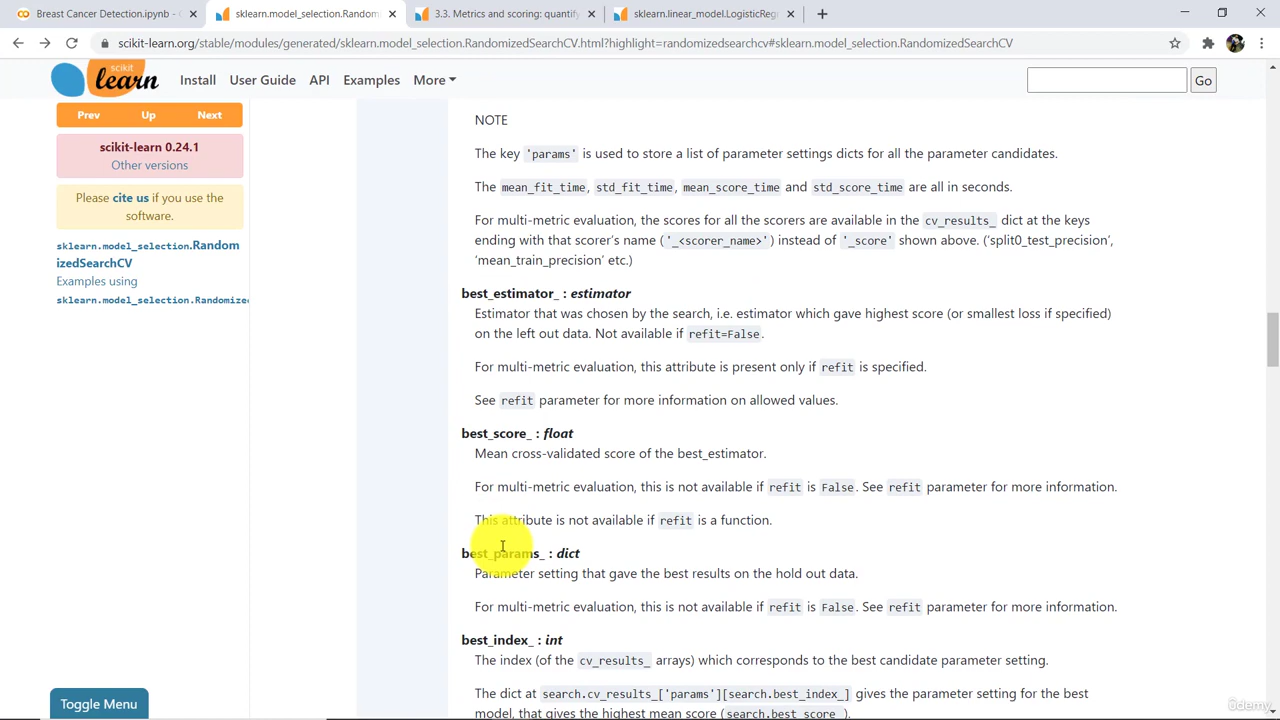 Breast Cancer Detection.ipynb - C
sklearn.model_selection.Random
3.3. Metrics and scoring: quantify
sklearn.linear_model.LogisticReg
scikit-learn.org/stable/modules/generated/sklearn.model_selection.RandomizedSearchCV.html?highlight=randomizedsearchcv#sklearn.model_selection.RandomizedSearchCV
scikit learn Install User Guide API Examples More Go
Prev Up Next
scikit-learn 0.24.1
Other versions
Please cite us if you use the
software.
sklearn.model_selection.Random
izedSearchCV
Examples using
sklearn.model_selection.Randomize
NOTE
The key 'params' is used to store a list of parameter settings dicts for all the parameter candidates.
The mean_fit_time, std_fit_time, mean_score_time and std_score_time are all in seconds.
For multi-metric evaluation, the scores for all the scorers are available in the cv_results_ dict at the keys
ending with that scorer’s name ('_<scorer_name>') instead of '_score' shown above. (‘split0_test_precision’,
‘mean_train_precision’ etc.)
best_estimator_ : estimator
Estimator that was chosen by the search, i.e. estimator which gave highest score (or smallest loss if specified)
on the left out data. Not available if refit=False.
For multi-metric evaluation, this attribute is present only if refit is specified.
See refit parameter for more information on allowed values.
best_score_ : float
Mean cross-validated score of the best_estimator.
For multi-metric evaluation, this is not available if refit is False. See refit parameter for more information.
This attribute is not available if refit is a function.
best_params_ : dict
Parameter setting that gave the best results on the hold out data.
For multi-metric evaluation, this is not available if refit is False. See refit parameter for more information.
best_index_ : int
The index (of the cv_results_ arrays) which corresponds to the best candidate parameter setting.
The dict at search.cv_results_['params'][search.best_index_] gives the parameter setting for the best
model, that gives the highest mean score (search.best_score_).
Toggle Menu
ûdemy